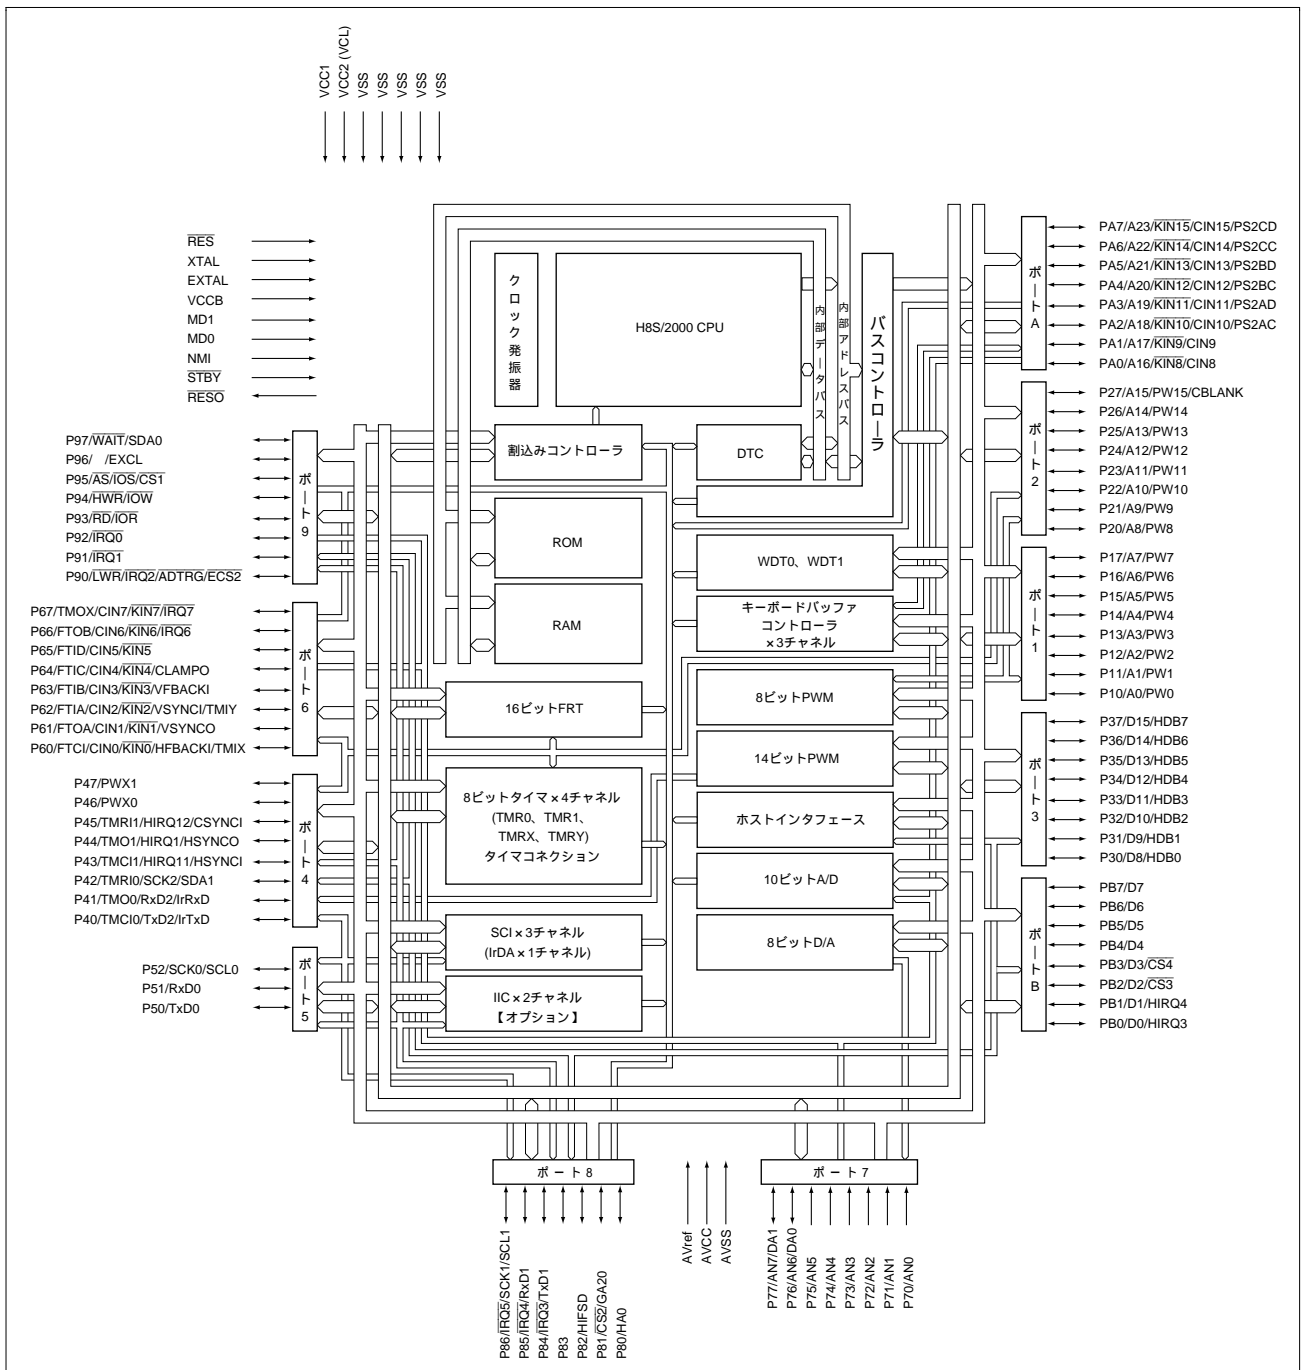 VCC1
VCC2 (VCL)
VSS
VSS
VSS
VSS
VSS
RES
XTAL
EXTAL
VCCB
MD1
MD0
NMI
STBY
RESO
P97/WAIT/SDA0
P96/ /EXCL
P95/AS/IOS/CS1
P94/HWR/IOW
P93/RD/IOR
P92/IRQ0
P91/IRQ1
P90/LWR/IRQ2/ADTRG/ECS2
ポート9
P67/TMOX/CIN7/KIN7/IRQ7
P66/FTOB/CIN6/KIN6/IRQ6
P65/FTID/CIN5/KIN5
P64/FTIC/CIN4/KIN4/CLAMPO
P63/FTIB/CIN3/KIN3/VFBACKI
P62/FTIA/CIN2/KIN2/VSYNCI/TMIY
P61/FTOA/CIN1/KIN1/VSYNCO
P60/FTCI/CIN0/KIN0/HFBACKI/TMIX
ポート6
P47/PWX1
P46/PWX0
P45/TMRI1/HIRQ12/CSYNCI
P44/TMO1/HIRQ1/HSYNCO
P43/TMCI1/HIRQ11/HSYNCI
P42/TMRI0/SCK2/SDA1
P41/TMO0/RxD2/IrRxD
P40/TMCI0/TxD2/IrTxD
ポート4
P52/SCK0/SCL0
P51/RxD0
P50/TxD0
ポート5
クロック発振器
H8S/2000 CPU
内部データバス
内部アドレスバス
バスコントローラ
割込みコントローラ
DTC
ROM
RAM
WDT0、WDT1
キーボードバッファ
コントローラ
×3チャネル
16ビットFRT
8ビットPWM
14ビットPWM
8ビットタイマ×4チャネル
(TMR0、TMR1、
TMRX、TMRY)
タイマコネクション
ホストインタフェース
10ビットA/D
SCI×3チャネル
(IrDA×1チャネル)
8ビットD/A
IIC×2チャネル
【オプション】
ポートA
PA7/A23/KIN15/CIN15/PS2CD
PA6/A22/KIN14/CIN14/PS2CC
PA5/A21/KIN13/CIN13/PS2BD
PA4/A20/KIN12/CIN12/PS2BC
PA3/A19/KIN11/CIN11/PS2AD
PA2/A18/KIN10/CIN10/PS2AC
PA1/A17/KIN9/CIN9
PA0/A16/KIN8/CIN8
ポート2
P27/A15/PW15/CBLANK
P26/A14/PW14
P25/A13/PW13
P24/A12/PW12
P23/A11/PW11
P22/A10/PW10
P21/A9/PW9
P20/A8/PW8
ポート1
P17/A7/PW7
P16/A6/PW6
P15/A5/PW5
P14/A4/PW4
P13/A3/PW3
P12/A2/PW2
P11/A1/PW1
P10/A0/PW0
ポート3
P37/D15/HDB7
P36/D14/HDB6
P35/D13/HDB5
P34/D12/HDB4
P33/D11/HDB3
P32/D10/HDB2
P31/D9/HDB1
P30/D8/HDB0
ポートB
PB7/D7
PB6/D6
PB5/D5
PB4/D4
PB3/D3/CS4
PB2/D2/CS3
PB1/D1/HIRQ4
PB0/D0/HIRQ3
ポート8
P86/IRQ5/SCK1/SCL1
P85/IRQ4/RxD1
P84/IRQ3/TxD1
P83
P82/HIFSD
P81/CS2/GA20
P80/HA0
AVref
AVCC
AVSS
ポート7
P77/AN7/DA1
P76/AN6/DA0
P75/AN5
P74/AN4
P73/AN3
P72/AN2
P71/AN1
P70/AN0